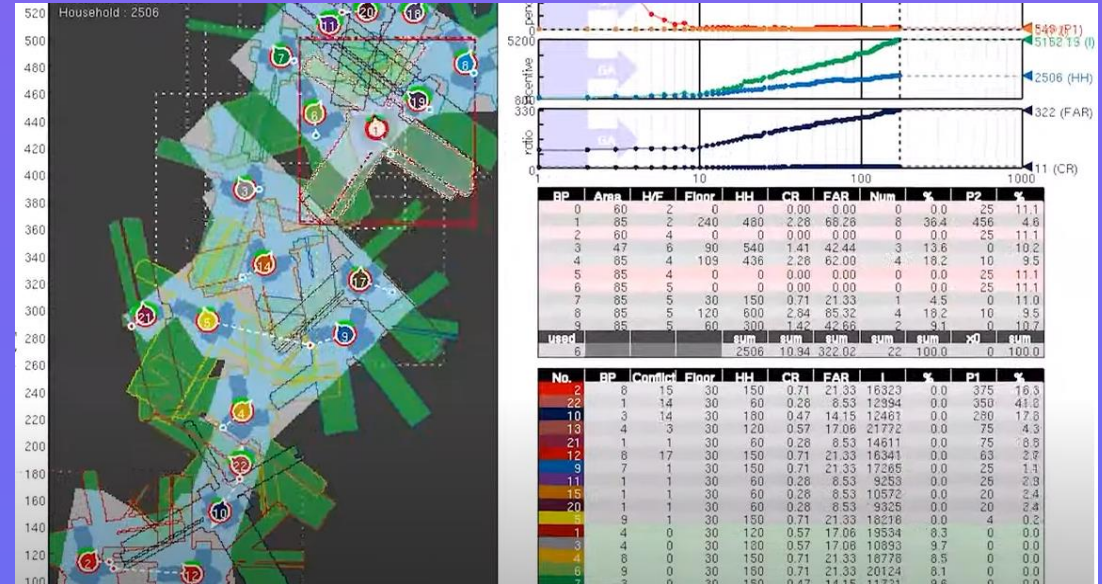 Household : 2506
520
500
480
460
440
420
400
380
360
340
320
300
280
260
240
220
200
180
160
140
120
100
11
20
18
7
8
19
6
1
3
14
17
21
5
9
4
22
10
2
12
5200
5162.19 (I)
GA
2506 (HH)
330
322 (FAR)
GA
ratio
0
11 (CR)
1
10
100
1000
BP Area H/F Floor HH CR FAR Num % P2 %
0 60 2 0 0 0.00 0.00 0 0.0 25 11.1
1 85 2 240 480 2.28 68.26 8 36.4 456 4.6
2 60 4 0 0 0.00 0.00 0 0.0 25 11.1
3 47 6 90 540 1.41 42.44 3 13.6 0 10.2
4 85 4 109 436 2.28 62.00 4 18.2 10 9.5
5 85 4 0 0 0.00 0.00 0 0.0 25 11.1
6 85 5 0 0 0.00 0.00 0 0.0 25 11.1
7 85 5 30 150 0.71 21.33 1 4.5 0 11.0
8 85 5 120 600 2.84 85.32 4 18.2 10 9.5
9 85 5 60 300 1.42 42.66 2 9.1 0 10.7
used sum sum sum sum sum x0 sum
6 2506 10.94 322.02 22 100.0 0 100.0
No. BP Conflict Floor HH CR FAR I % P1 %
2 8 15 30 150 0.71 21.33 16323 0.0 375 16.3
22 1 14 30 60 0.28 8.53 12994 0.0 350
10 3 14 30 180 0.47 14.15 12461 0.0 280 17.8
13 4 3 30 120 0.57 17.06 21772 0.0 75 4.3
21 1 1 30 60 0.28 8.53 14611 0.0 75 8.8
12 8 17 30 150 0.71 21.33 16341 0.0 63
9 7 1 30 150 0.71 21.33 17265 0.0 25 1.1
11 1 1 30 60 0.28 8.53 9253 0.0 25
15 1 1 30 60 0.28 8.53 10572 0.0 20 2.4
20 1 1 30 60 0.28 8.53 9325 0.0 20 2.4
5 9 1 30 150 0.71 21.33 18218 0.0 4 0.2
1 4 0 30 120 0.57 17.06 19534 8.3 0 0.0
3 4 0 30 180 0.57 17.06 10893 9.7 0 0.0
4 8 0 30 150 0.71 21.33 18778 8.5 0 0.0
6 9 0 30 150 0.71 21.33 20124 8.1 0 0.0